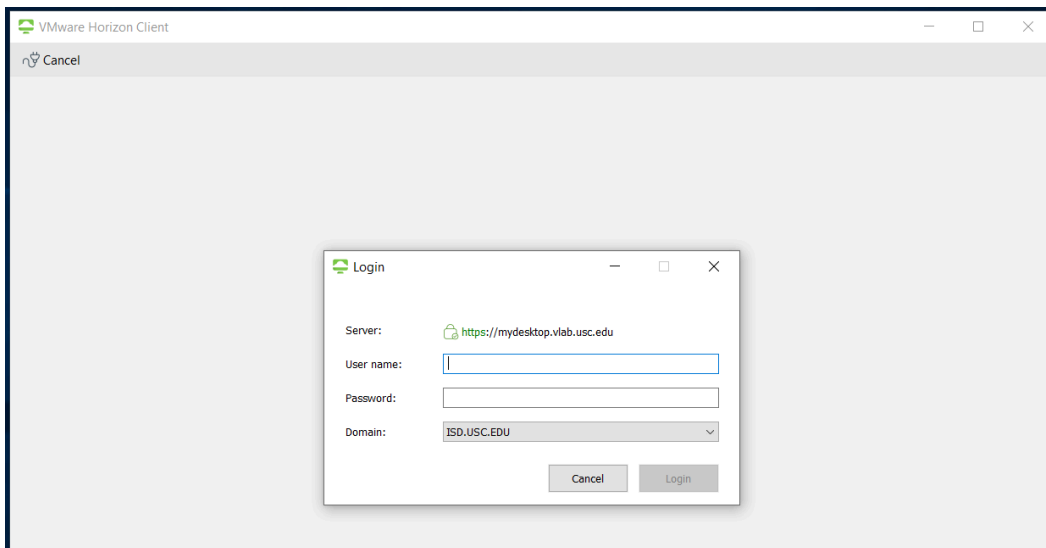 VMware Horizon Client
Cancel
Login
Server: https://mydesktop.vlab.usc.edu
User name:
Password:
Domain: ISD.USC.EDU
Cancel Login